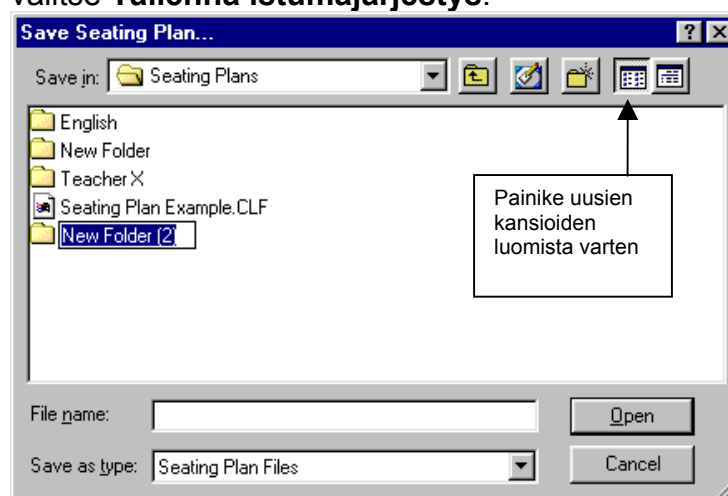 Valitse Tallenna istumajärjestys.
Save Seating Plan...
Save in: Seating Plans
English
New Folder
Teacher X
Seating Plan Example.CLF
New Folder (2)
Painike uusien
kansioiden
luomista varten
File name:
Open
Save as type: Seating Plan Files
Cancel